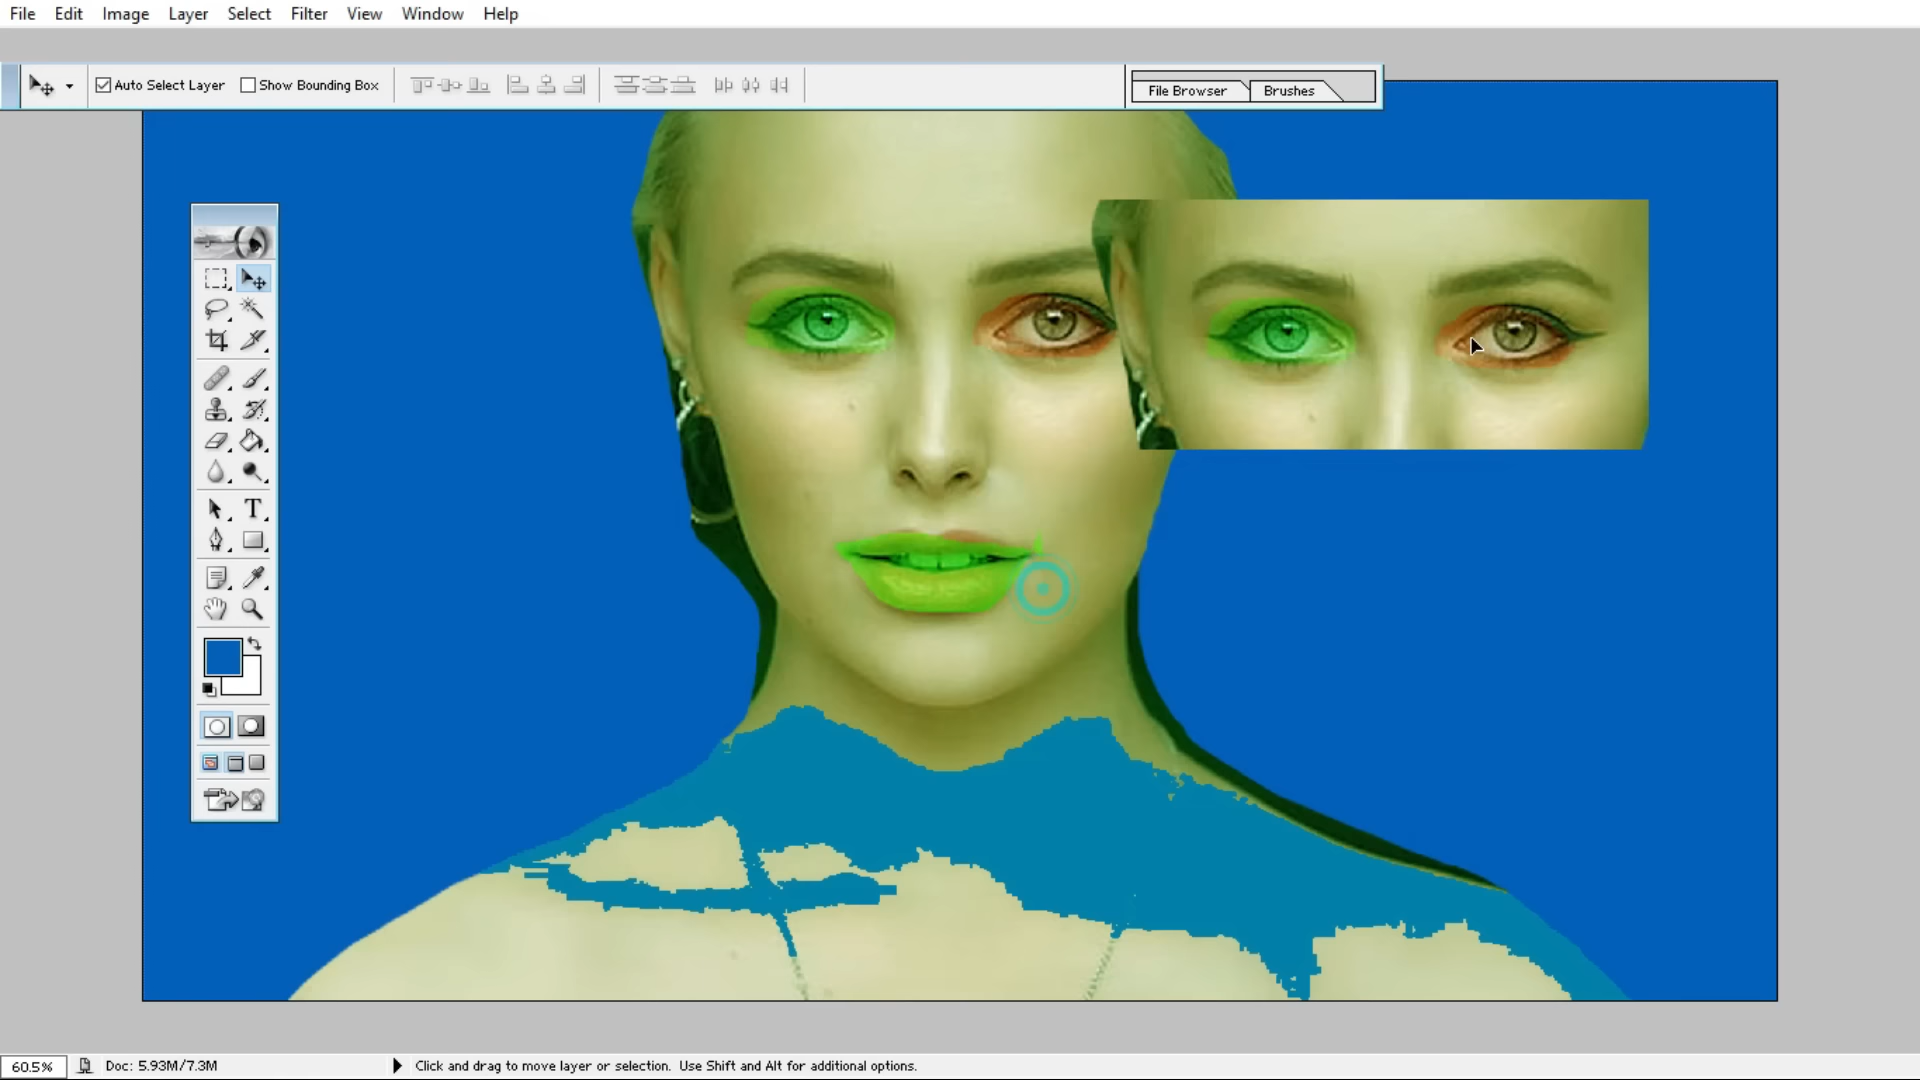 File Edit Image Layer Select Filter View Window Help
Auto Select Layer Show Bounding Box File Browser Brushes
T
60.5% Doc: 5.93M/7.3M Click and drag to move layer or selection. Use Shift and Alt for additional options.